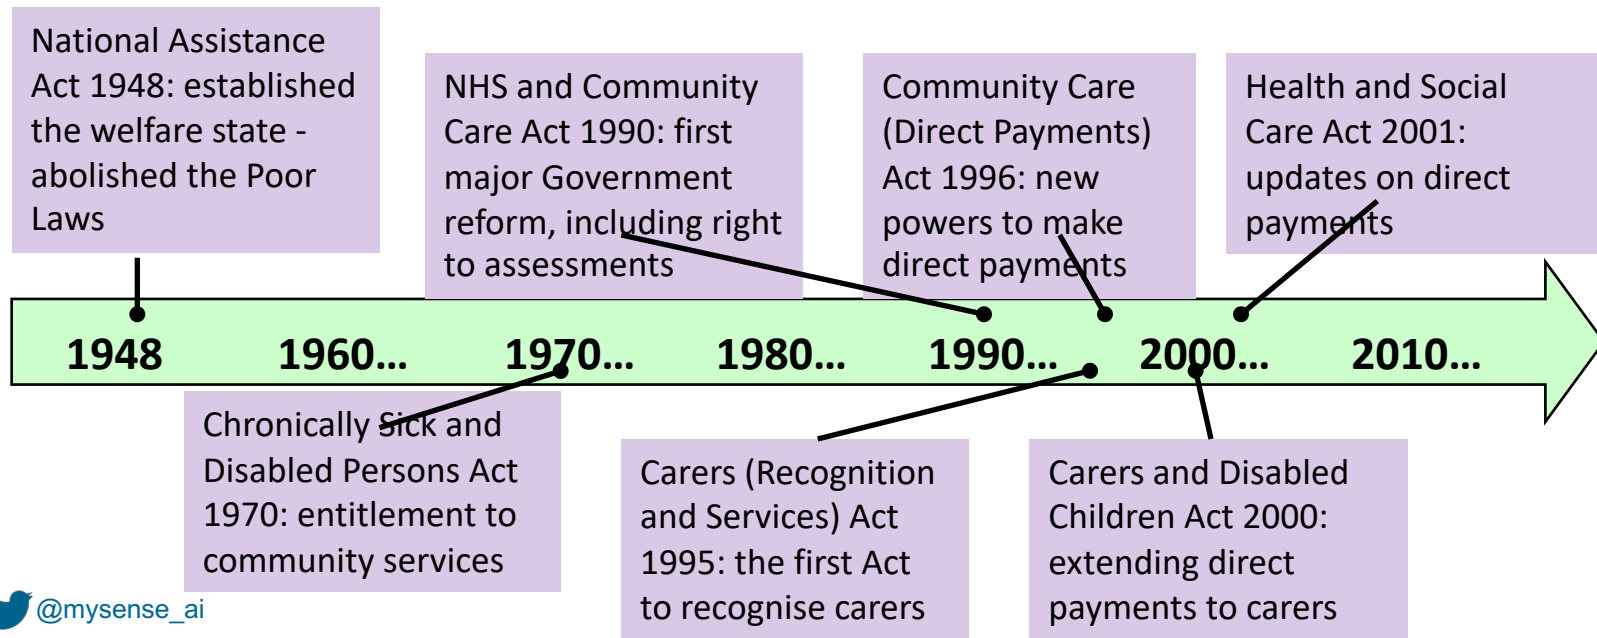 National Assistance
Act 1948: established
the welfare state -
abolished the Poor
Laws
NHS and Community
Care Act 1990: first
major Government
reform, including right
to assessments
Community Care
(Direct Payments)
Act 1996: new
powers to make
direct payments
Health and Social
Care Act 2001:
updates on direct
payments
1948 1960... 1970... 1980... 1990... 2000... 2010...
Chronically Sick and
Disabled Persons Act
1970: entitlement to
community services
Carers (Recognition
and Services) Act
1995: the first Act
to recognise carers
Carers and Disabled
Children Act 2000:
extending direct
payments to carers
@mysense_ai